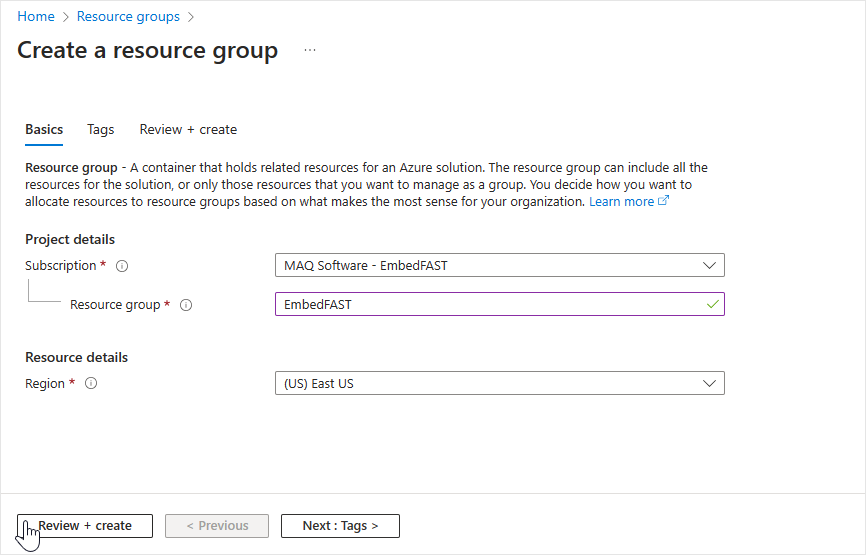 Home > Resource groups >
Create a resource group ...
Basics Tags Review + create
Resource group - A container that holds related resources for an Azure solution. The resource group can include all the
resources for the solution, or only those resources that you want to manage as a group. You decide how you want to
allocate resources to resource groups based on what makes the most sense for your organization. Learn more
Project details
Subscription * MAQ Software - EmbedFAST
Resource group * EmbedFAST
Resource details
Region * (US) East US
Review + create < Previous Next : Tags >